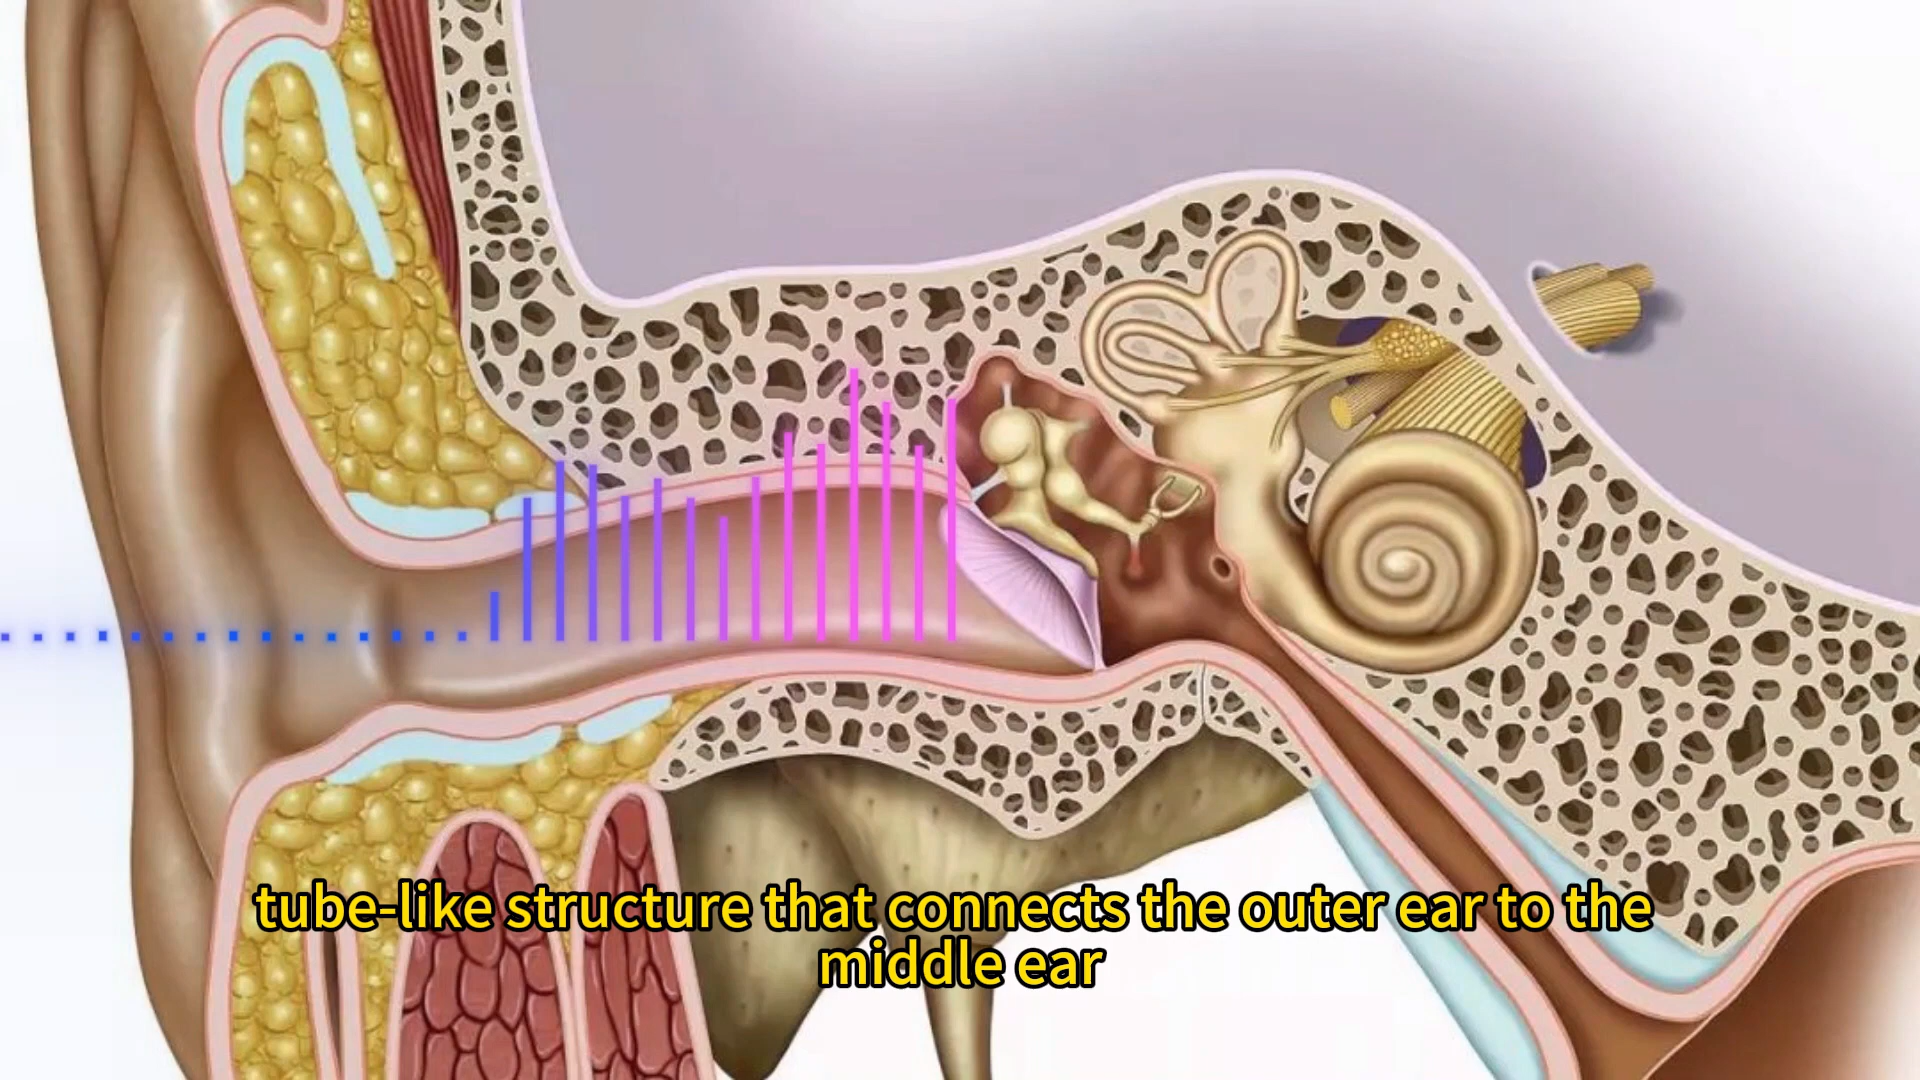 tube-like structure that connects the outer ear to the
middle ear